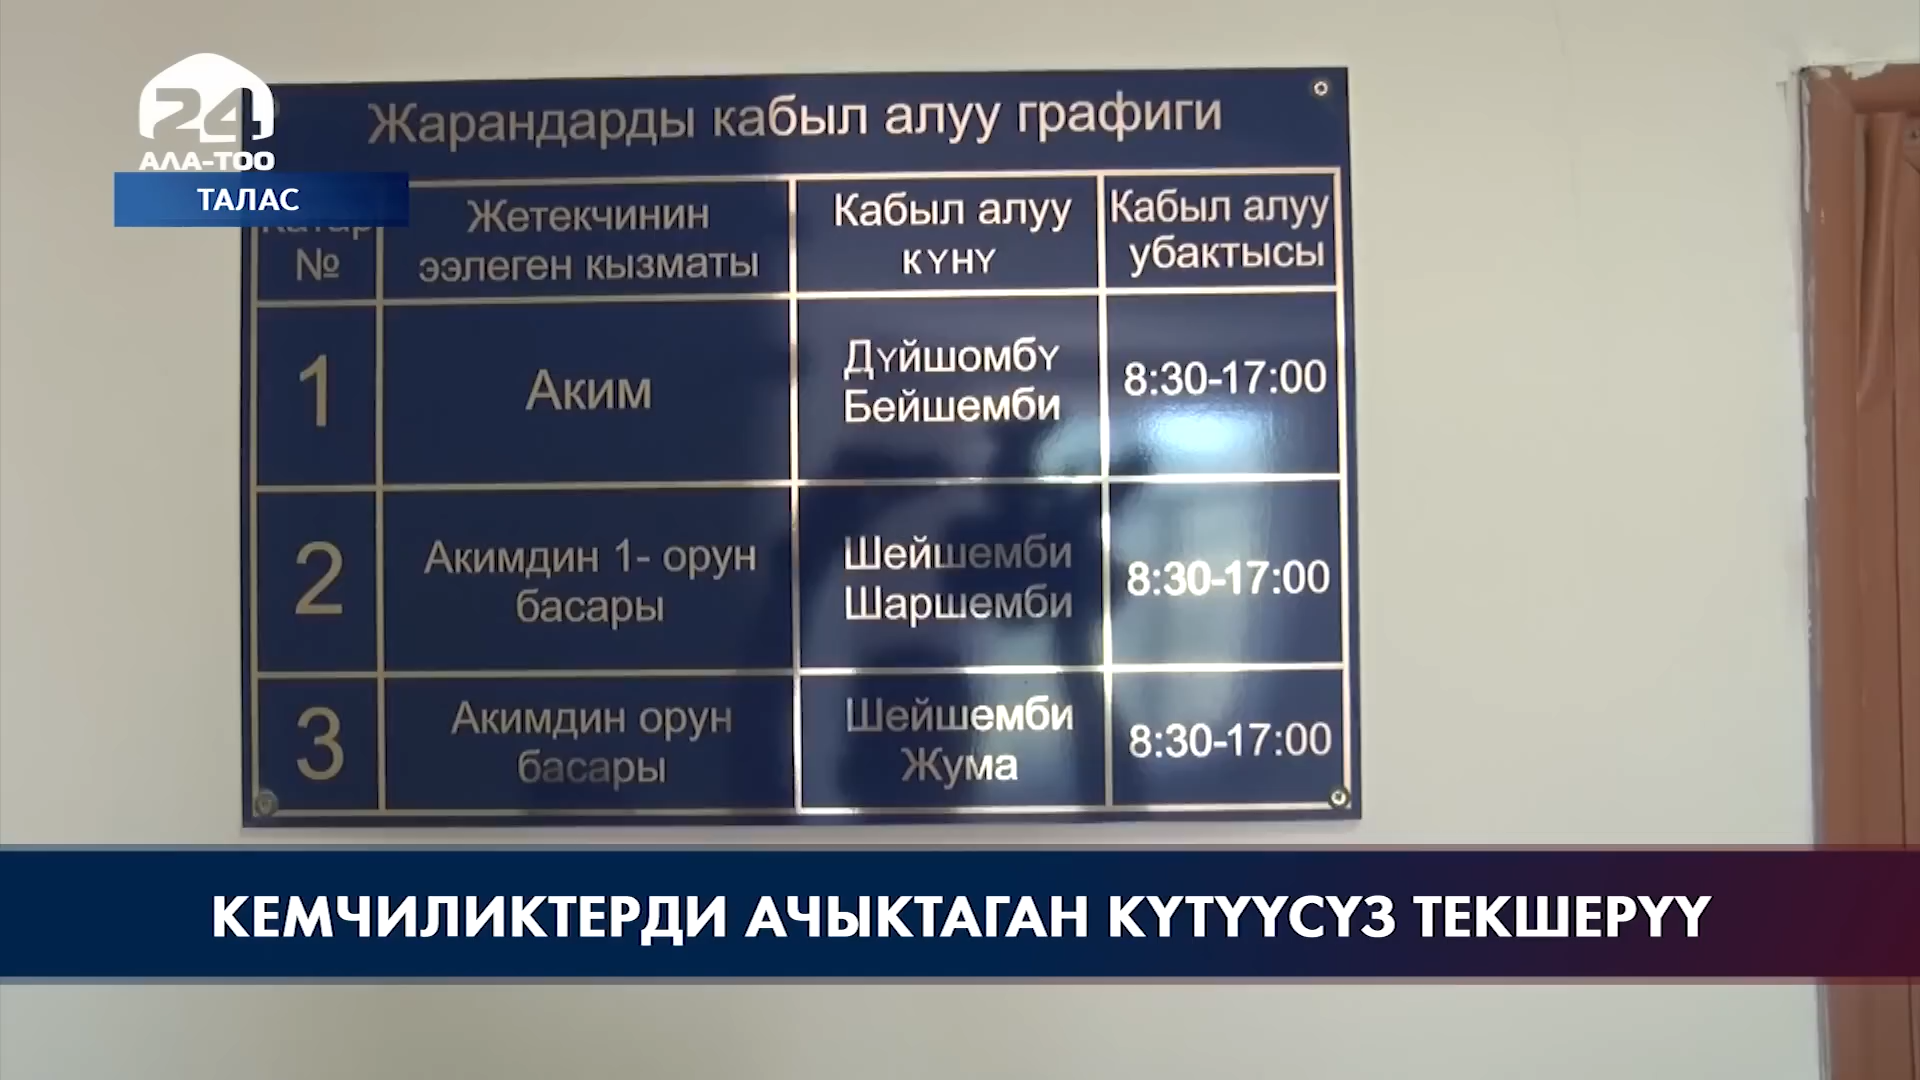 24
АЛА-ТОО
ТАЛАС
Жарандарды кабыл алуу графиги
№
Жетекчинин
ээлеген кызматы
Кабыл алуу
күнү
Кабыл алуу
убактысы
1
Аким
Дүйшомбү
Бейшемби
8:30-17:00
2
Акимдин 1- орун
басары
Шейшемби
Шаршемби
8:30-17:00
3
Акимдин орун
басары
Шейшемби
Жума
8:30-17:00
КЕМЧИЛИКТЕРДИ АЧЫКТАГАН КҮТҮҮСҮЗ ТЕКШЕРҮҮ